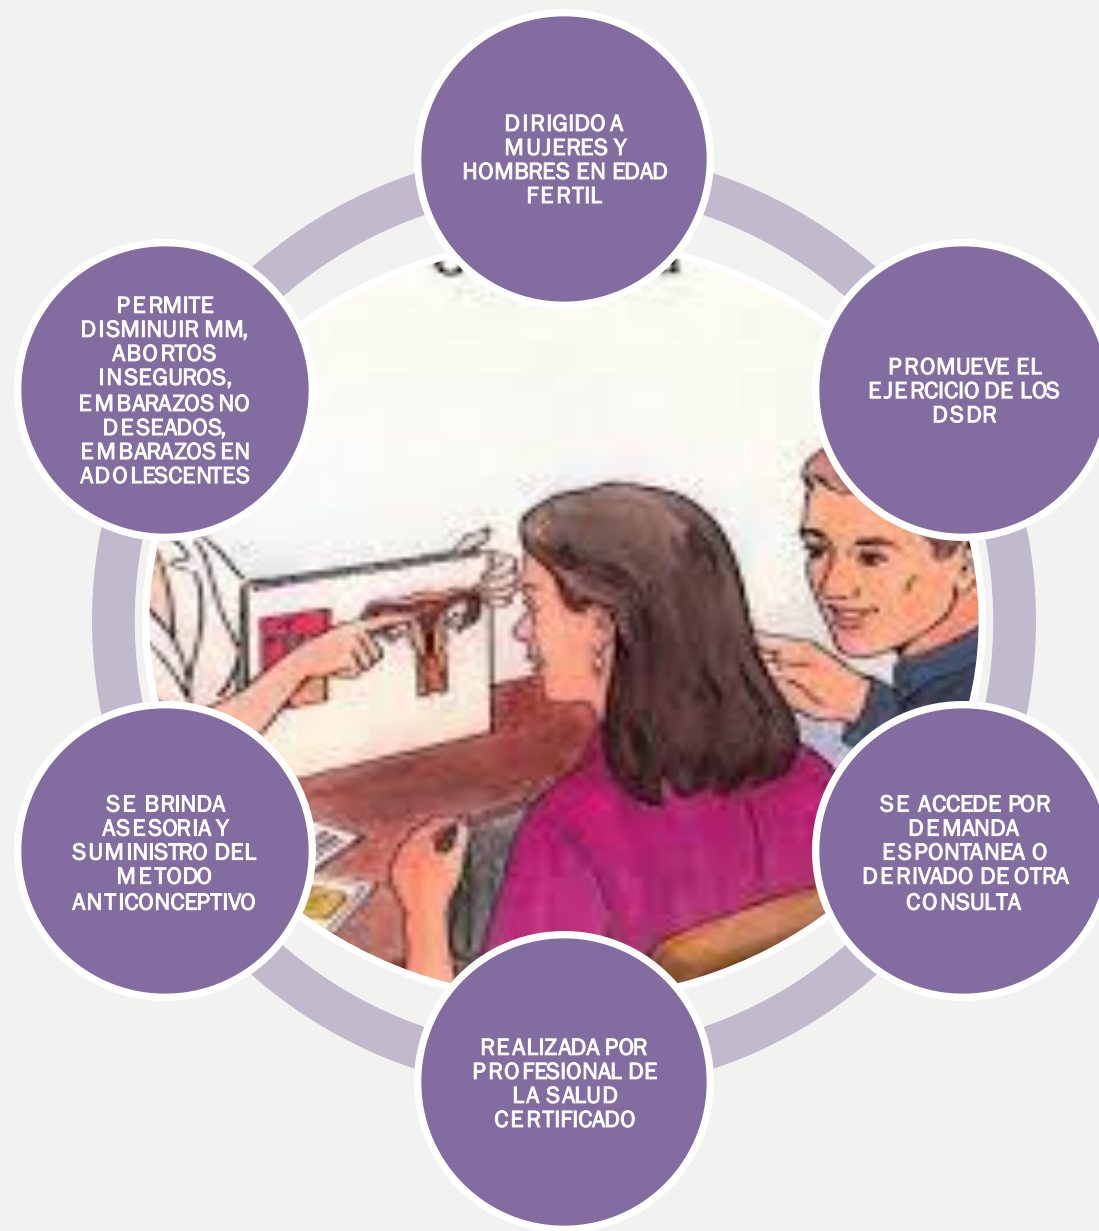 DIRIGIDO A
MUJERES Y
HOMBRES EN EDAD
FERTIL
PROMUEVE EL
EJERCICIO DE LOS
DSDR
SE ACCEDE POR
DEMANDA
ESPONTANEA O
DERIVADO DE OTRA
CONSULTA
REALIZADA POR
PROFESIONAL DE
LA SALUD
CERTIFICADO
SE BRINDA
ASESORIA Y
SUMINISTRO DEL
METODO
ANTICONCEPTIVO
PERMITE
DISMINUIR MM,
ABORTOS
INSEGUROS,
EMBARAZOS NO
DESEADOS,
EMBARAZOS EN
ADOLESCENTES